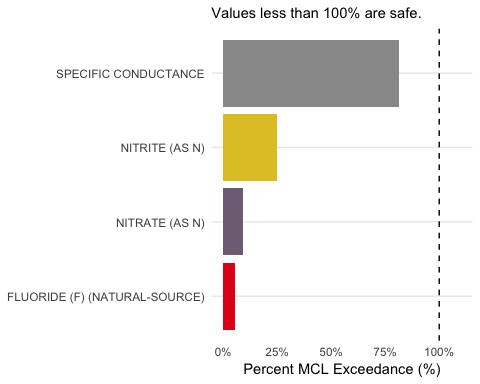 Values less than 100% are safe.
SPECIFIC CONDUCTANCE
NITRITE (AS N)
NITRATE (AS N)
FLUORIDE (F) (NATURAL-SOURCE)
0% 25% 50% 75% 100%
Percent MCL Exceedance (%)